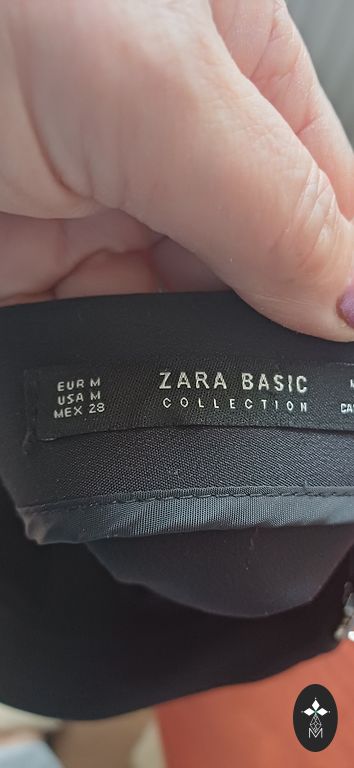 EUR M
USA M
MEX 28
ZARA BASIC
COLLECTION
M